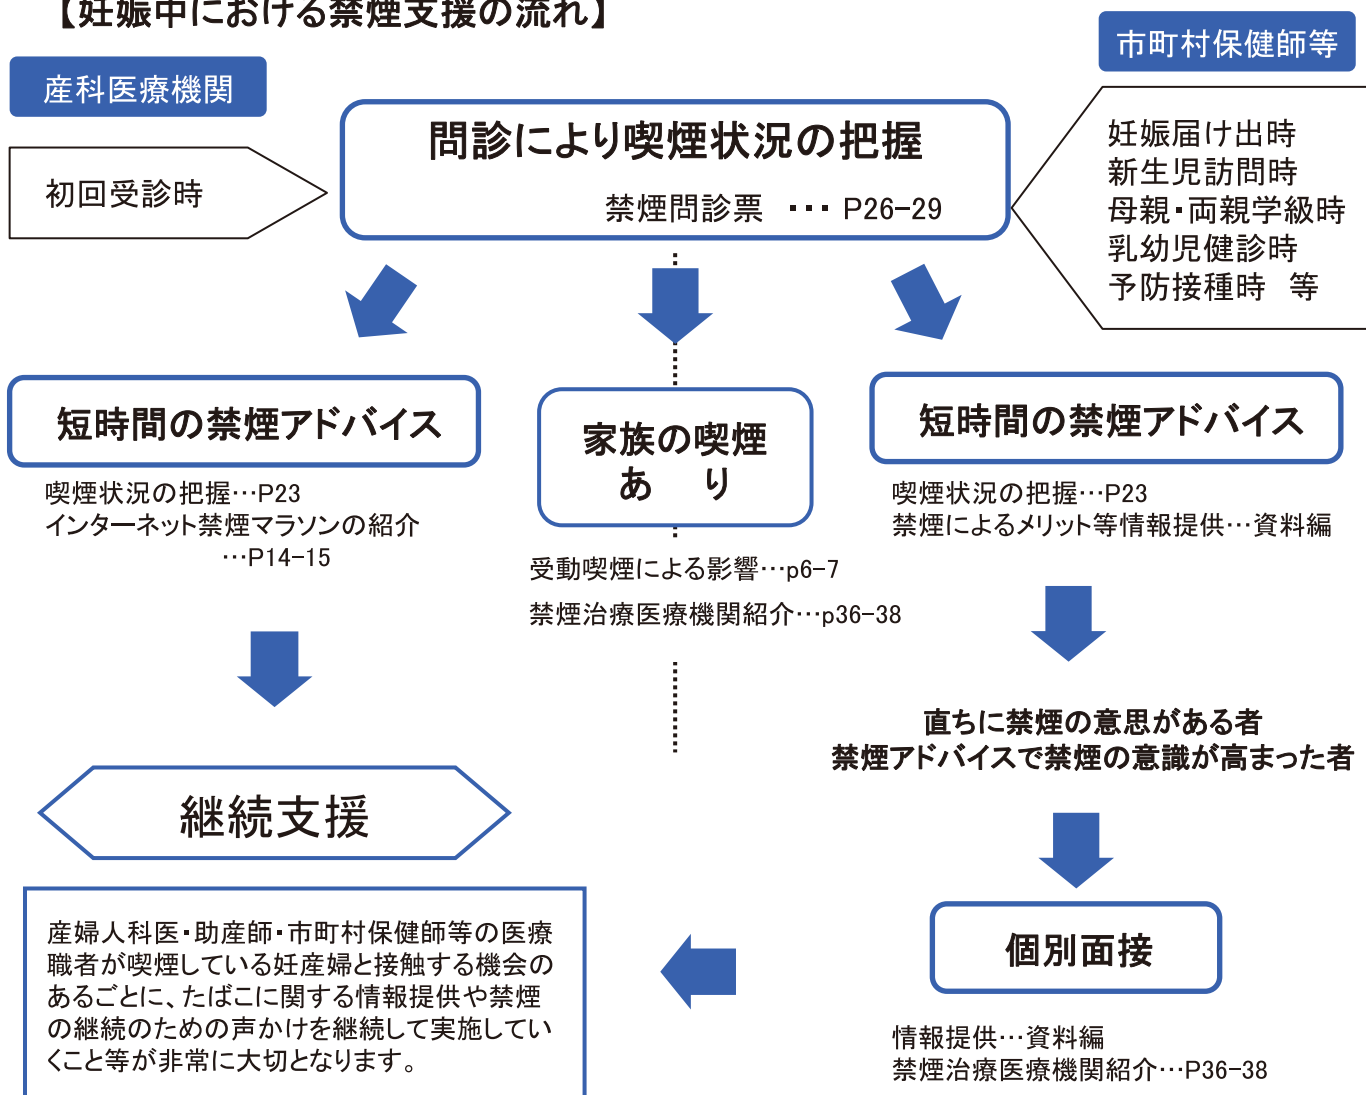 【妊娠中における禁煙支援の流れ】
市町村保健師等
産科医療機関
問診により喫煙状況の把握
禁煙問診票 ・・・ P26-29
初回受診時
妊娠届け出時
新生児訪問時
母親・両親学級時
乳幼児健診時
予防接種時 等
短時間の禁煙アドバイス
喫煙状況の把握…P23
インターネット禁煙マラソンの紹介
…P14-15
家族の喫煙
あ り
受動喫煙による影響…p6-7
禁煙治療医療機関紹介…p36-38
短時間の禁煙アドバイス
喫煙状況の把握…P23
禁煙によるメリット等情報提供…資料編
直ちに禁煙の意思がある者
禁煙アドバイスで禁煙の意識が高まった者
個別面接
情報提供…資料編
禁煙治療医療機関紹介…P36-38
継続支援
産婦人科医・助産師・市町村保健師等の医療
職者が喫煙している妊産婦と接触する機会の
あるごとに、たばこに関する情報提供や禁煙
の継続のための声かけを継続して実施してい
くこと等が非常に大切となります。